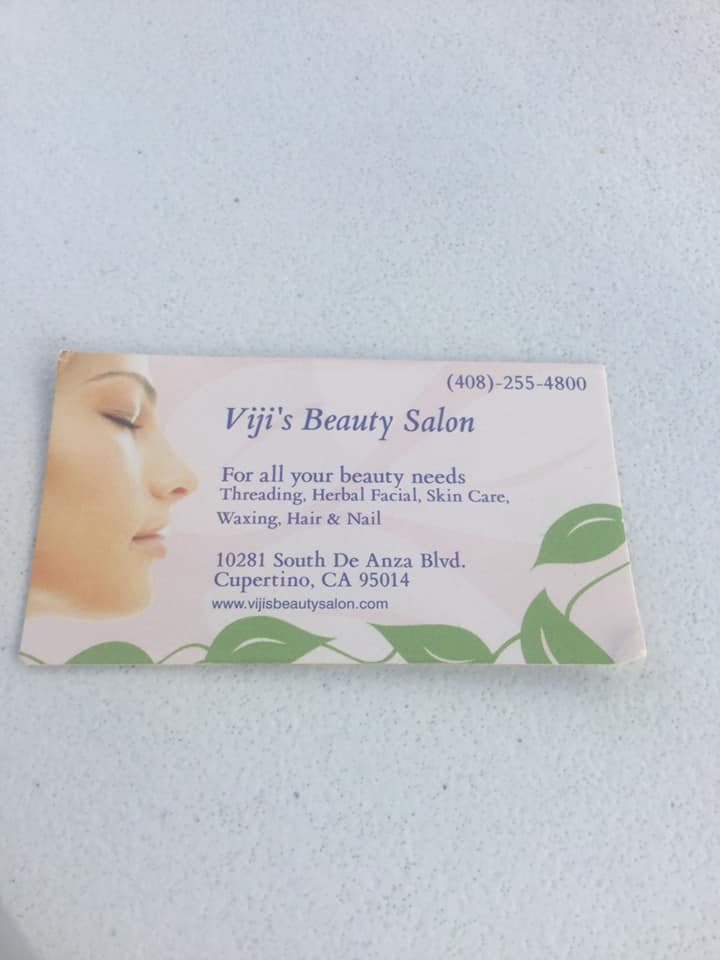 (408)-255-4800
Viji's Beauty Salon
For all your beauty needs
Threading, Herbal Facial, Skin Care,
Waxing, Hair & Nail
10281 South De Anza Blvd.
Cupertino, CA 95014
www.vijisbeautysalon.com